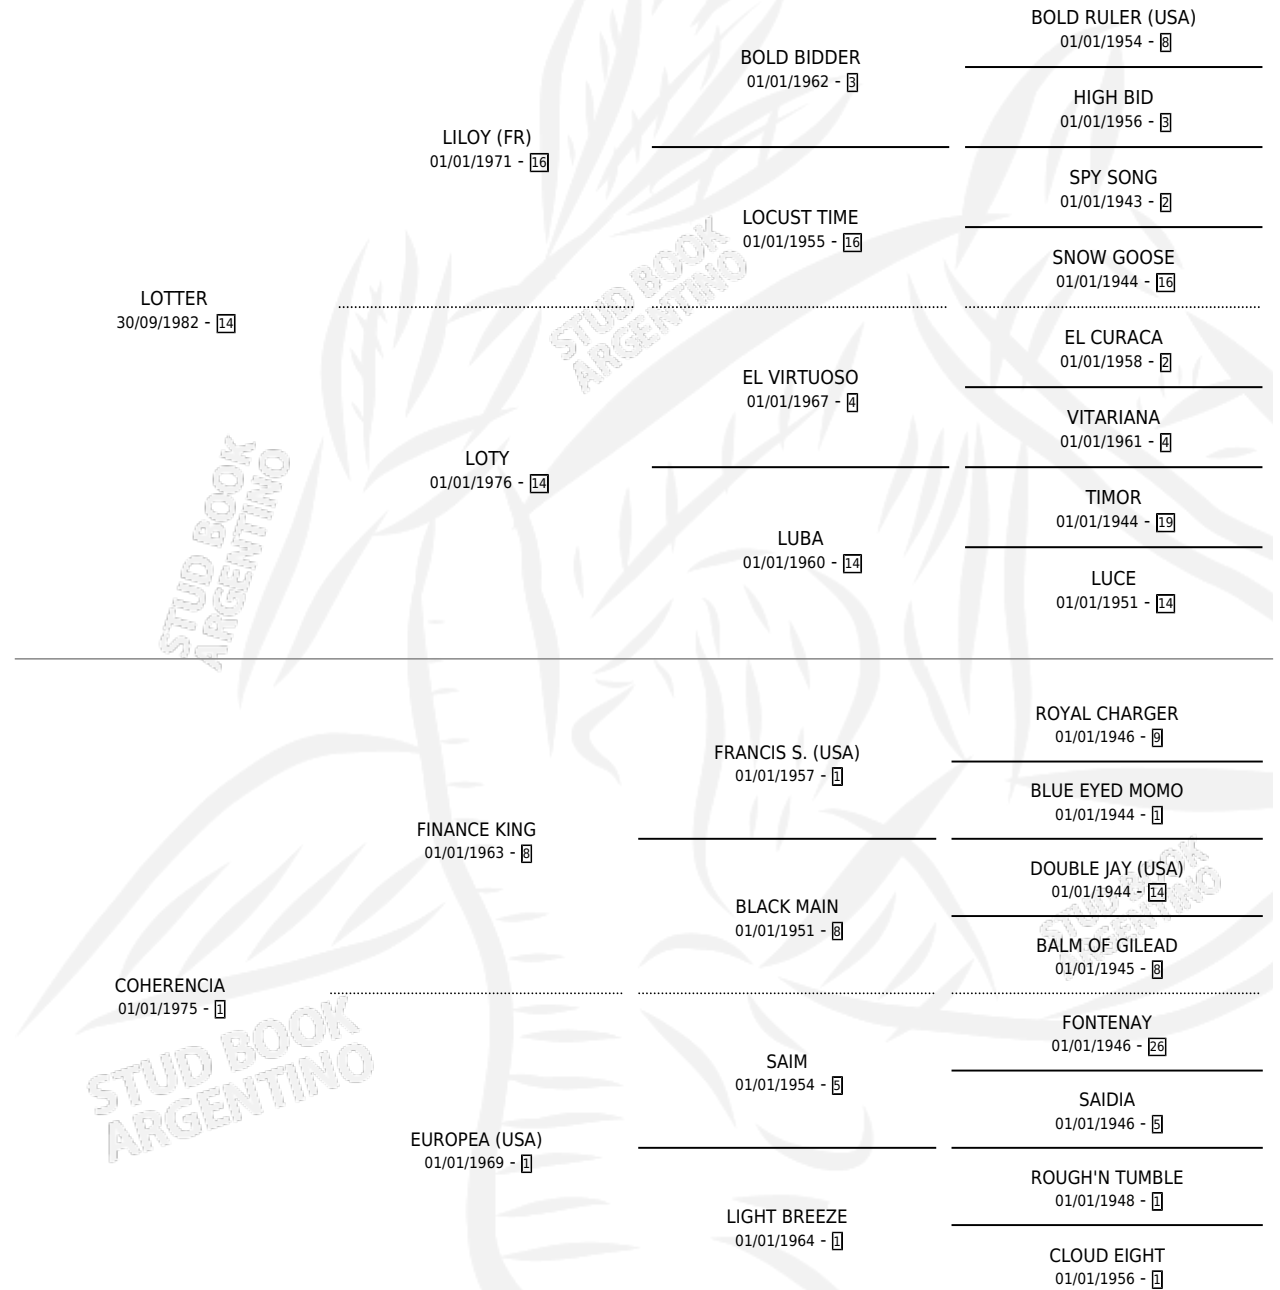 BOLD RULER (USA)
01/01/1954 - 8
BOLD BIDDER
01/01/1962 - 3
HIGH BID
01/01/1956 - 3
LILOY (FR)
01/01/1971 - 16
SPY SONG
01/01/1943 - 2
LOCUST TIME
01/01/1955 - 16
SNOW GOOSE
01/01/1944 - 16
LOTTER
30/09/1982 - 14
STUD BOOK
ARGENTINO
EL CURACA
01/01/1958 - 2
EL VIRTUOSO
01/01/1967 - 4
VITARIANA
01/01/1961 - 4
LOTY
01/01/1976 - 14
TIMOR
01/01/1944 - 19
LUBA
01/01/1960 - 14
LUCE
01/01/1951 - 14
STUD BOOK
ARGENTINO
ROYAL CHARGER
01/01/1946 - 9
FRANCIS S. (USA)
01/01/1957 - 1
BLUE EYED MOMO
01/01/1944 - 1
FINANCE KING
01/01/1963 - 8
DOUBLE JAY (USA)
01/01/1944 - 14
BLACK MAIN
01/01/1951 - 8
BALM OF GILEAD
01/01/1945 - 8
STUD BOOK
ARGENTINO
COHERENCIA
01/01/1975 - 1
FONTENAY
01/01/1946 - 26
SAIM
01/01/1954 - 5
SAIDIA
01/01/1946 - 5
STUD BOOK
ARGENTINO
EUROPEA (USA)
01/01/1969 - 1
ROUGH'N TUMBLE
01/01/1948 - 1
LIGHT BREEZE
01/01/1964 - 1
CLOUD EIGHT
01/01/1956 - 1